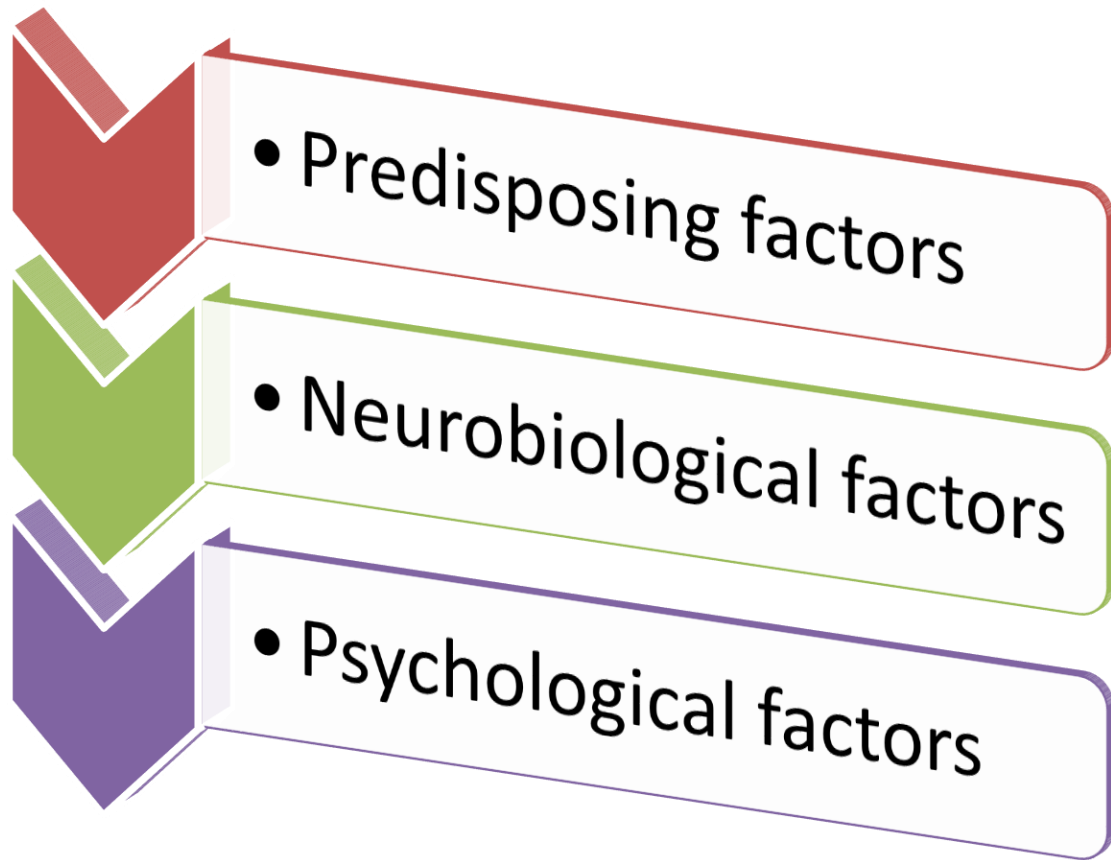 • Predisposing factors
• Neurobiological factors
• Psychological factors